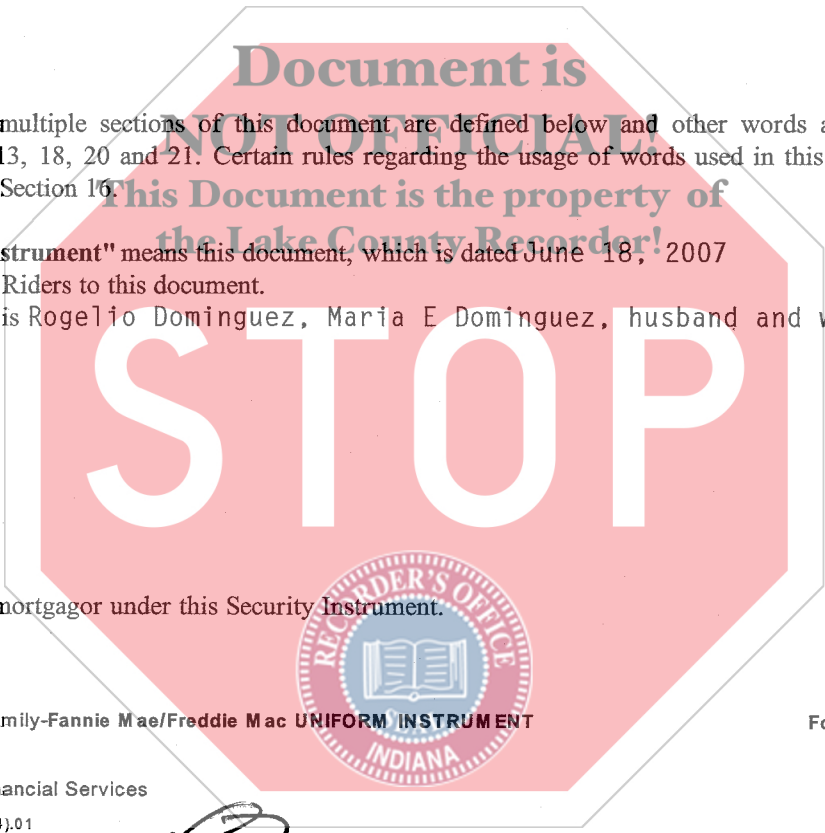 Document is
multiple sections of this document are defined below and other words a
NOT OFFICIAL!
13, 18, 20 and 21. Certain rules regarding the usage of words used in this
Section 16.
This Document is the property of
the Lake County Recorder!
strument" means this document, which is dated June 18, 2007
Riders to this document.
is Rogelio Dominguez, Maria E Dominguez, husband and w
STOP
mortgagor under this Security Instrument.
RECORDER'S OFFICE
SEAL
INDIANA
mily-Fannie Mae/Freddie Mac UNIFORM INSTRUMENT
Fo
ancial Services
).01